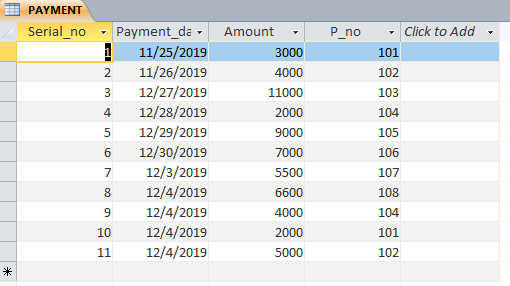 PAYMENT
Serial_no Payment_da Amount P_no Click to Add
1 11/25/2019 3000 101
2 11/26/2019 4000 102
3 12/27/2019 11000 103
4 12/28/2019 2000 104
5 12/29/2019 9000 105
6 12/30/2019 7000 106
7 12/3/2019 5500 107
8 12/4/2019 6600 108
9 12/4/2019 4000 104
10 12/4/2019 2000 101
11 12/4/2019 5000 102